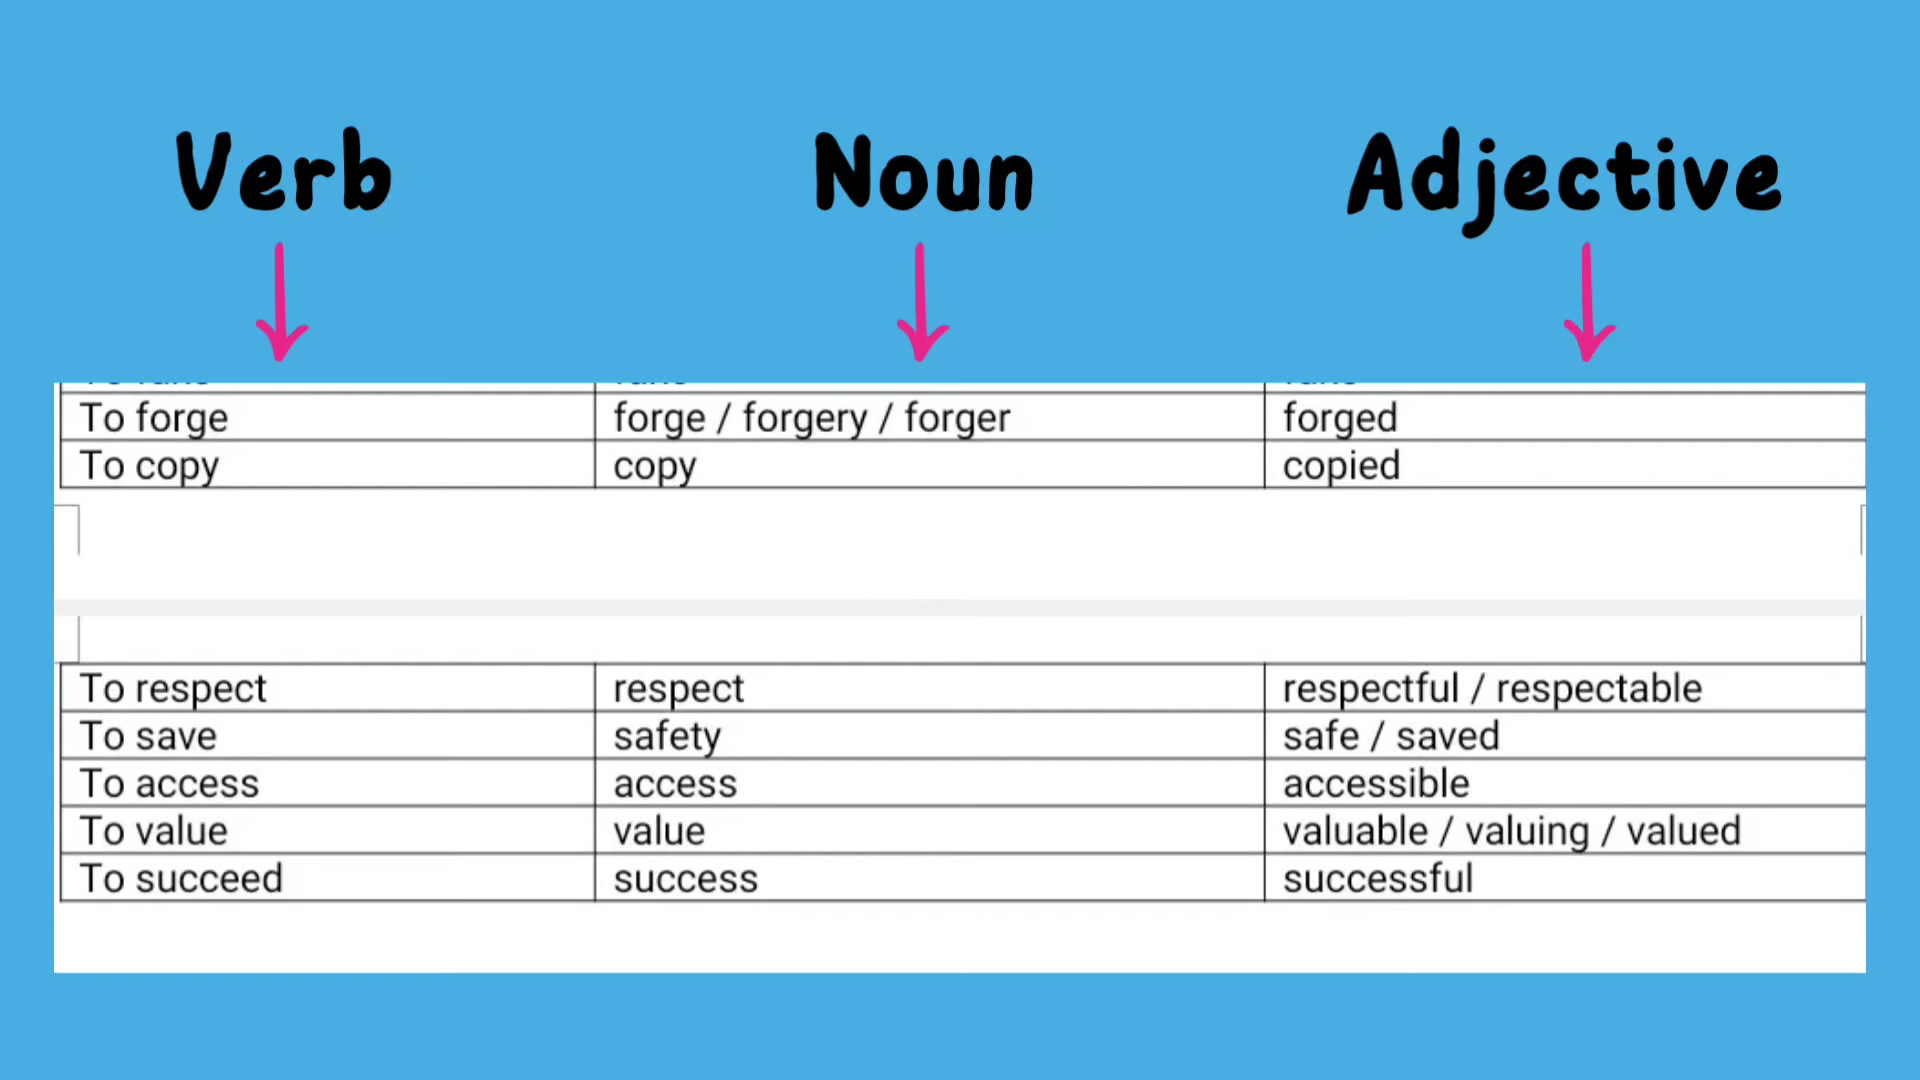 Verb Noun Adjective
To forge forge / forgery / forger forged
To copy copy copied
To respect respect respectful / respectable
To save safety safe / saved
To access access accessible
To value value valuable / valuing / valued
To succeed success successful